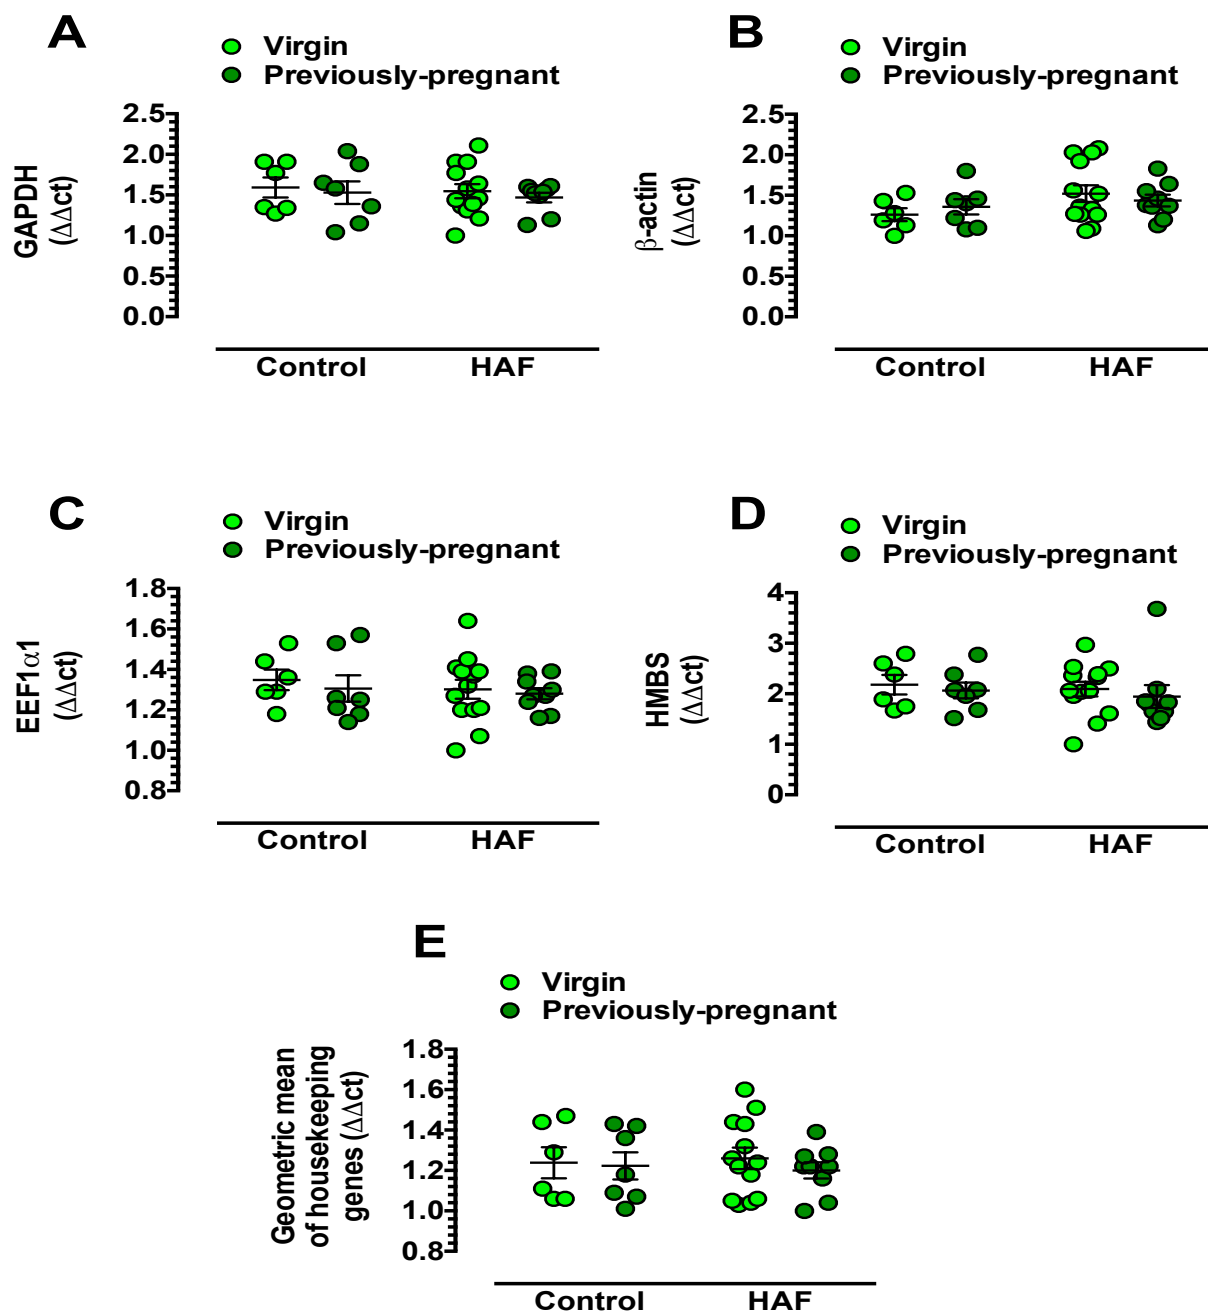 A
Virgin
Previously-pregnant
GAPDH
(ΔΔct)
2.5
2.0
1.5
1.0
0.5
0.0
Control
HAF
B
Virgin
Previously-pregnant
β-actin
(ΔΔct)
2.5
2.0
1.5
1.0
0.5
0.0
Control
HAF
C
Virgin
Previously-pregnant
EEF1α1
(ΔΔct)
1.8
1.6
1.4
1.2
1.0
0.8
Control
HAF
D
Virgin
Previously-pregnant
HMBS
(ΔΔct)
4
3
2
1
0
Control
HAF
E
Virgin
Previously-pregnant
Geometric mean
of housekeeping
genes (ΔΔct)
1.8
1.6
1.4
1.2
1.0
0.8
Control
HAF